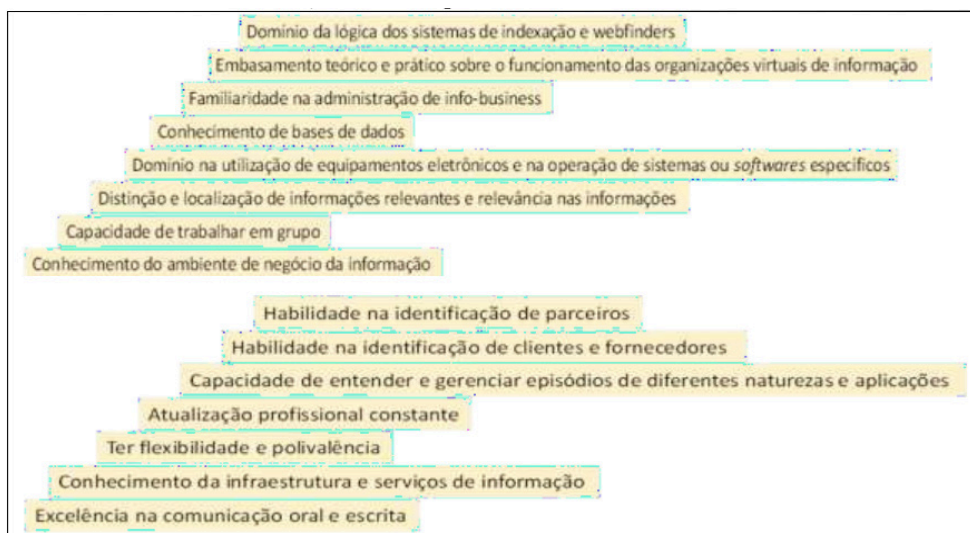 Domínio da lógica dos sistemas de indexação e webfinders
Embasamento teórico e prático sobre o funcionamento das organizações virtuais de informação
Familiaridade na administração de info-business
Conhecimento de bases de dados
Domínio na utilização de equipamentos eletrônicos e na operação de sistemas ou softwares específicos
Distinção e localização de informações relevantes e relevância nas informações
Capacidade de trabalhar em grupo
Conhecimento do ambiente de negócio da informação
Habilidade na identificação de parceiros
Habilidade na identificação de clientes e fornecedores
Capacidade de entender e gerenciar episódios de diferentes naturezas e aplicações
Atualização profissional constante
Ter flexibilidade e polivalência
Conhecimento da infraestrutura e serviços de informação
Excelência na comunicação oral e escrita